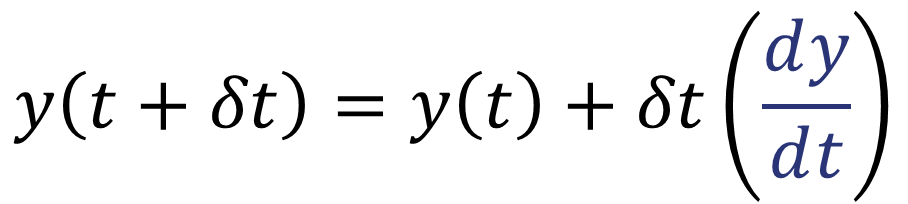 y(t + δt) = y(t) + δt (dy/dt)